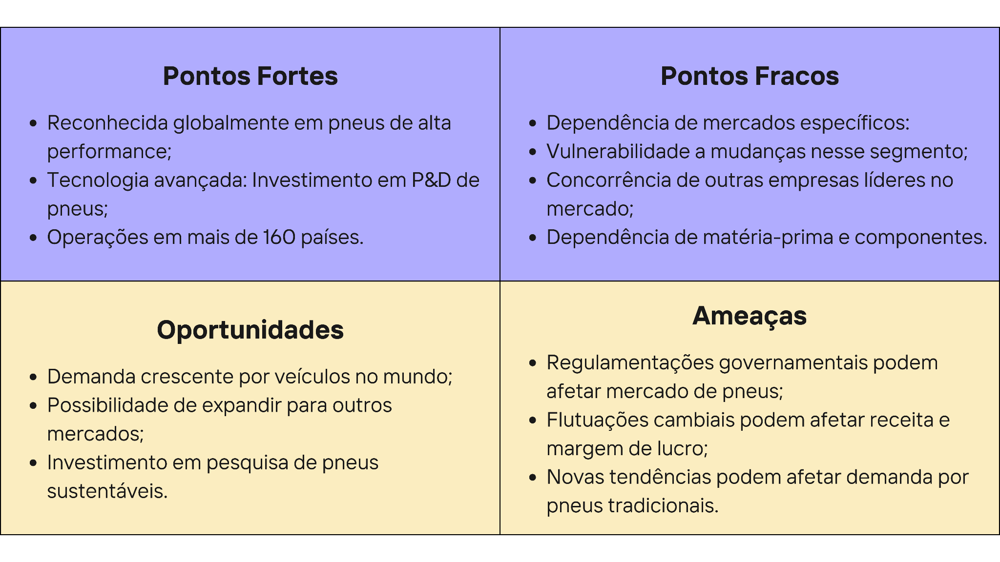 Pontos Fortes
• Reconhecida globalmente em pneus de alta
performance;
• Tecnologia avançada: Investimento em P&D de
pneus;
• Operações em mais de 160 países.
Pontos Fracos
• Dependência de mercados específicos:
• Vulnerabilidade a mudanças nesse segmento;
• Concorrência de outras empresas líderes no
mercado;
• Dependência de matéria-prima e componentes.
Oportunidades
• Demanda crescente por veículos no mundo;
• Possibilidade de expandir para outros
mercados;
• Investimento em pesquisa de pneus
sustentáveis.
Ameaças
• Regulamentações governamentais podem
afetar mercado de pneus;
• Flutuações cambiais podem afetar receita e
margem de lucro;
• Novas tendências podem afetar demanda por
pneus tradicionais.